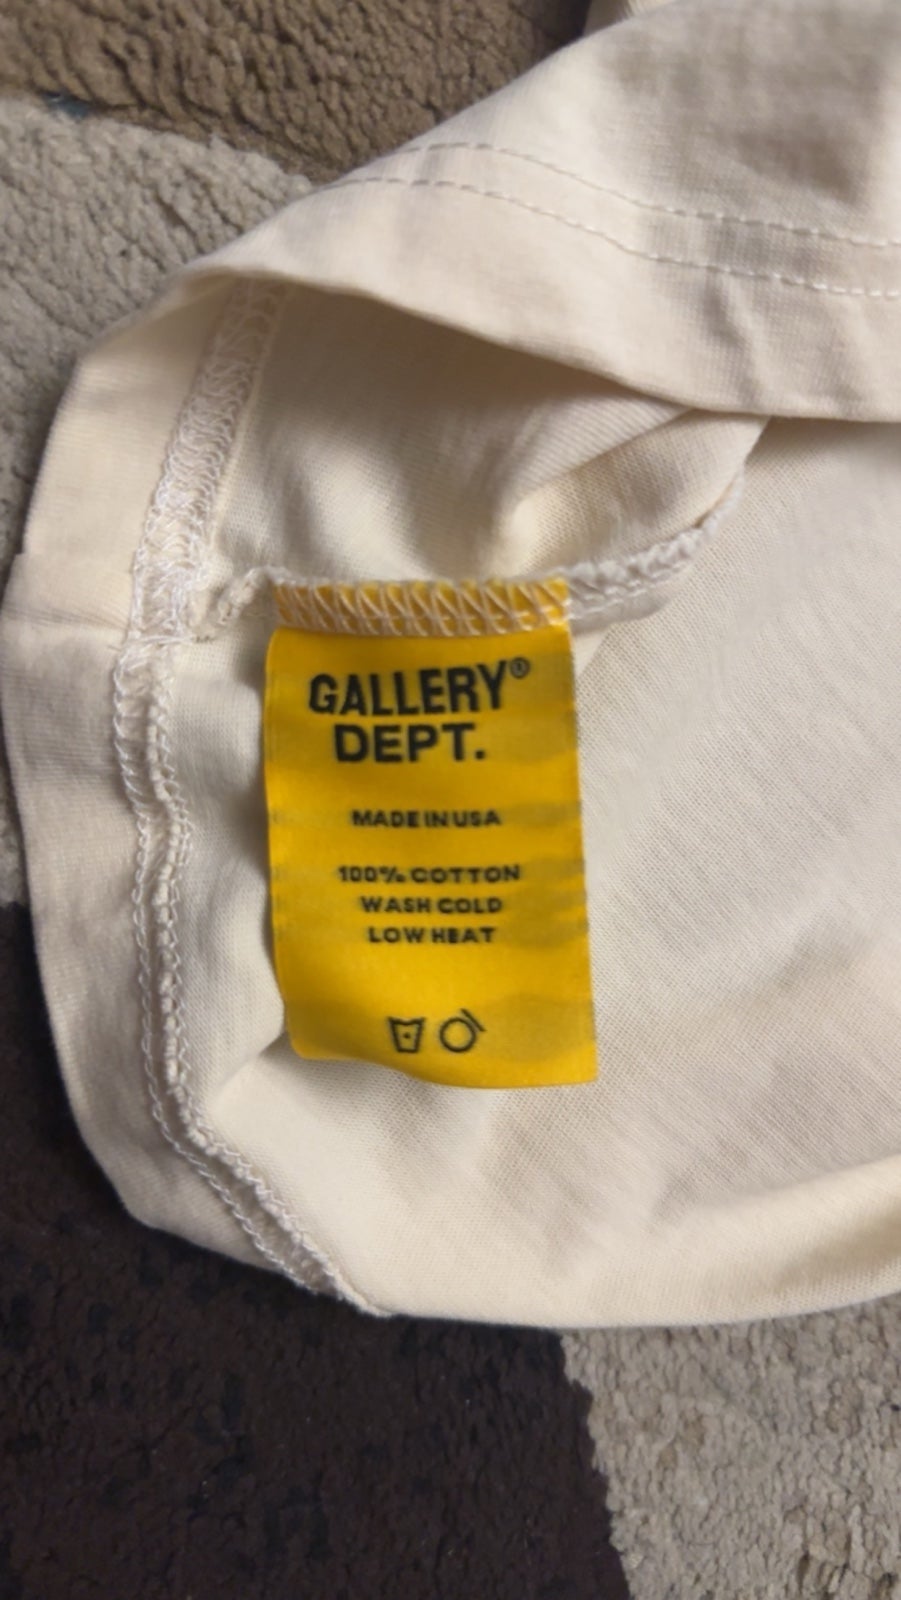 GALLERY®
DEPT.
MADE IN USA
100% COTTON
WASH COLD
LOW HEAT